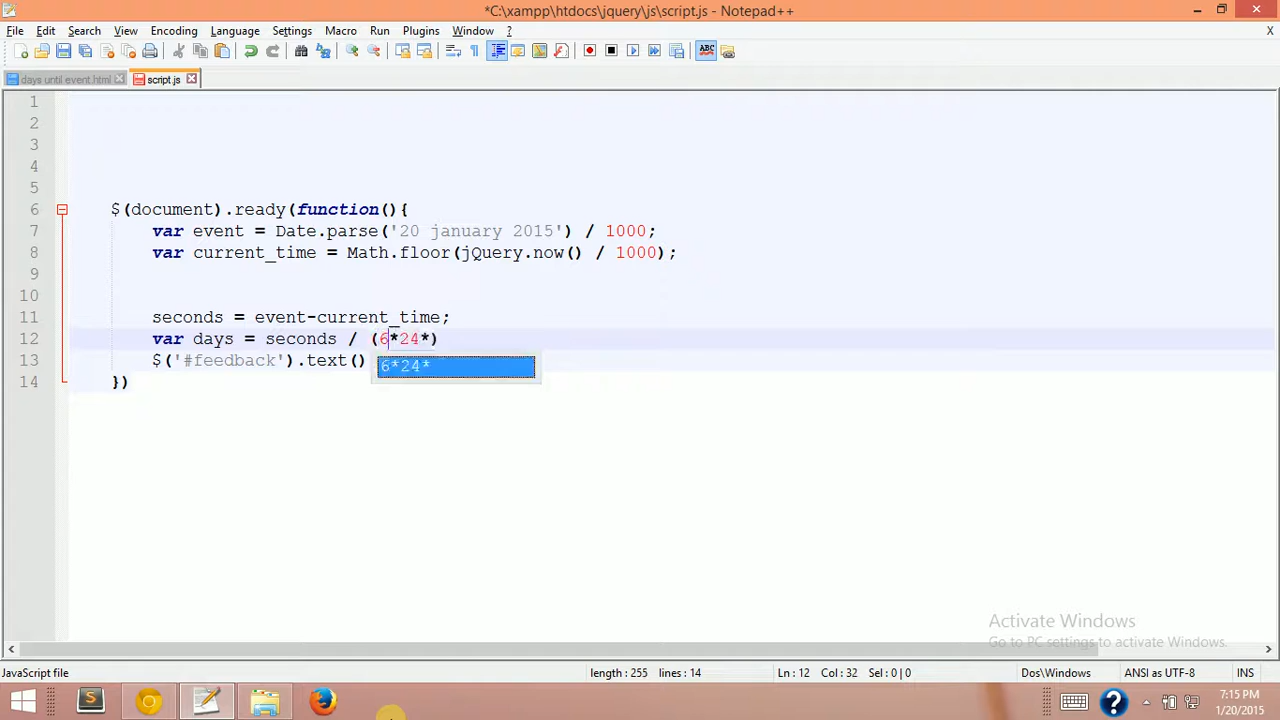 *C:\xampp\htdocs\jquery\js\script.js - Notepad++
File Edit Search View Encoding Language Settings Macro Run Plugins Window ? X
ABC
days until event.html script.js
1
2
3
4
5
6 $(document).ready(function(){
7 var event = Date.parse('20 january 2015') / 1000;
8 var current_time = Math.floor(jQuery.now() / 1000);
9
10
11 seconds = event-current_time;
12 var days = seconds / (6*24*)
13 $('#feedback').text()
6*24*
14 })
Activate Windows
Go to PC settings to activate Windows.
JavaScript file length : 255 lines : 14 Ln : 12 Col : 32 Sel : 0 | 0 Dos\Windows ANSI as UTF-8 INS
S ? 7:15 PM
1/20/2015